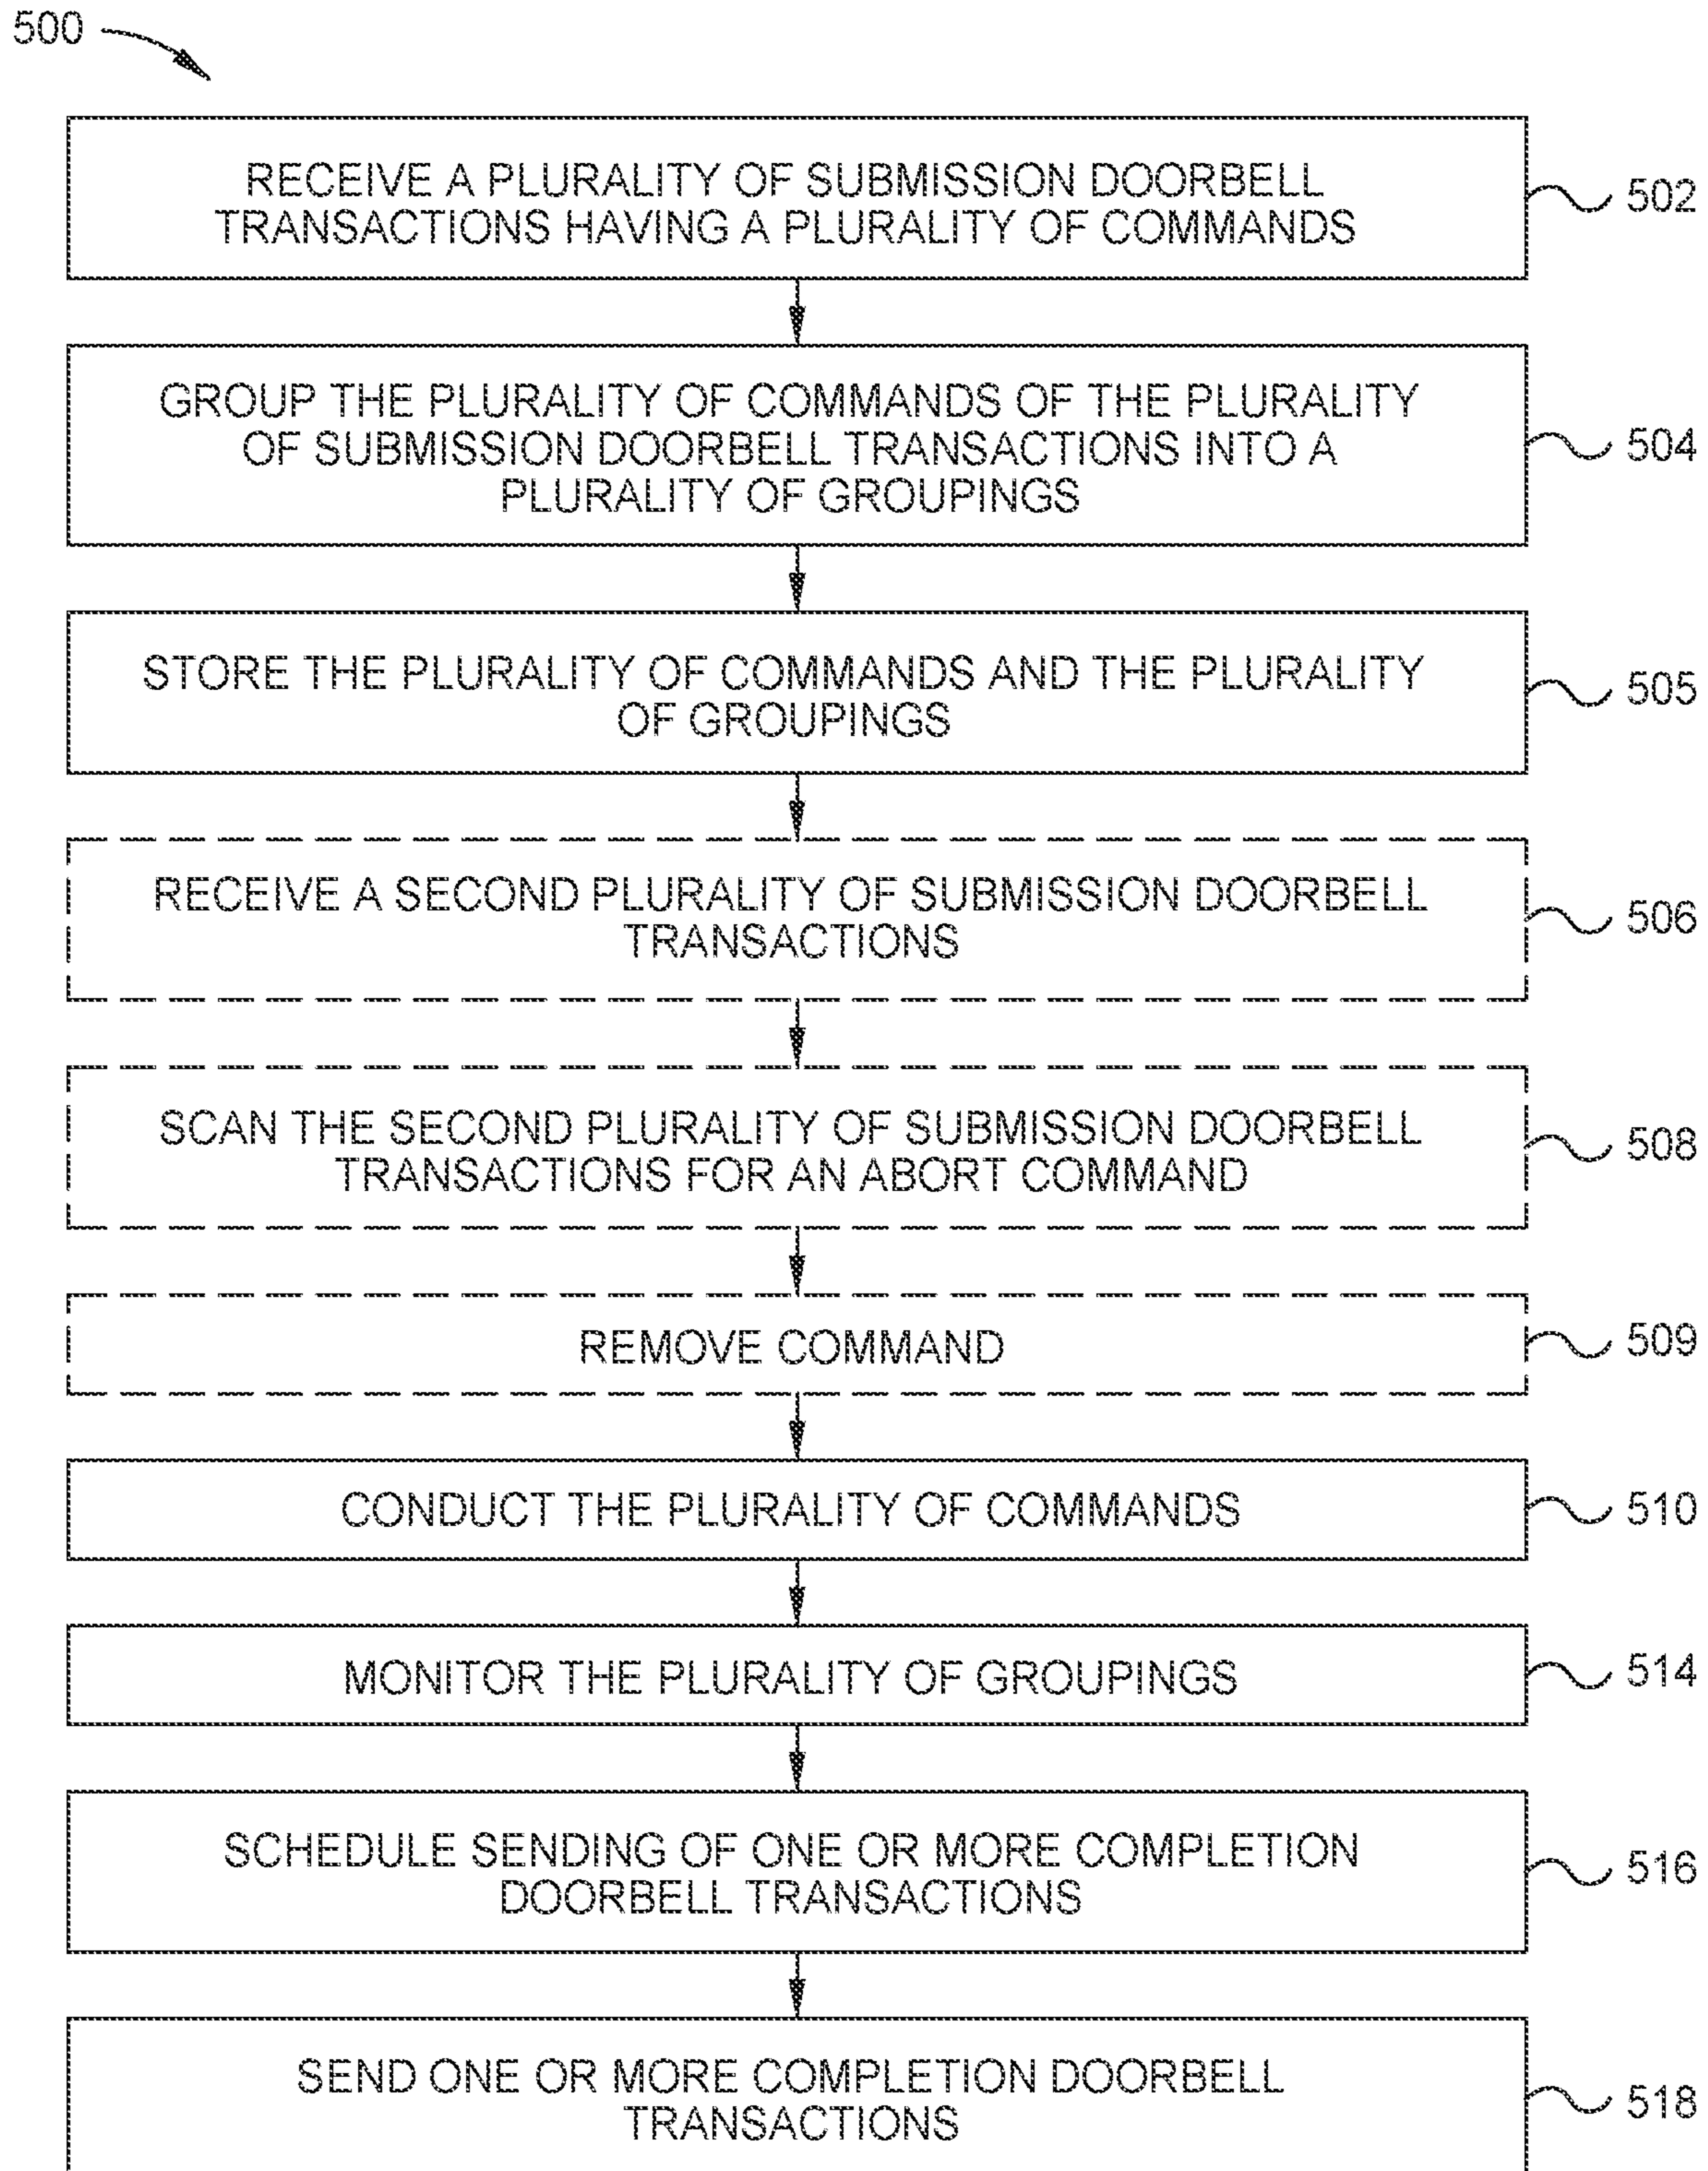 500
RECEIVE A PLURALITY OF SUBMISSION DOORBELL
TRANSACTIONS HAVING A PLURALITY OF COMMANDS
502
GROUP THE PLURALITY OF COMMANDS OF THE PLURALITY
OF SUBMISSION DOORBELL TRANSACTIONS INTO A
PLURALITY OF GROUPINGS
504
STORE THE PLURALITY OF COMMANDS AND THE PLURALITY
OF GROUPINGS
505
RECEIVE A SECOND PLURALITY OF SUBMISSION DOORBELL
TRANSACTIONS
506
SCAN THE SECOND PLURALITY OF SUBMISSION DOORBELL
TRANSACTIONS FOR AN ABORT COMMAND
508
REMOVE COMMAND
509
CONDUCT THE PLURALITY OF COMMANDS
510
MONITOR THE PLURALITY OF GROUPINGS
514
SCHEDULE SENDING OF ONE OR MORE COMPLETION
DOORBELL TRANSACTIONS
516
SEND ONE OR MORE COMPLETION DOORBELL
TRANSACTIONS
518